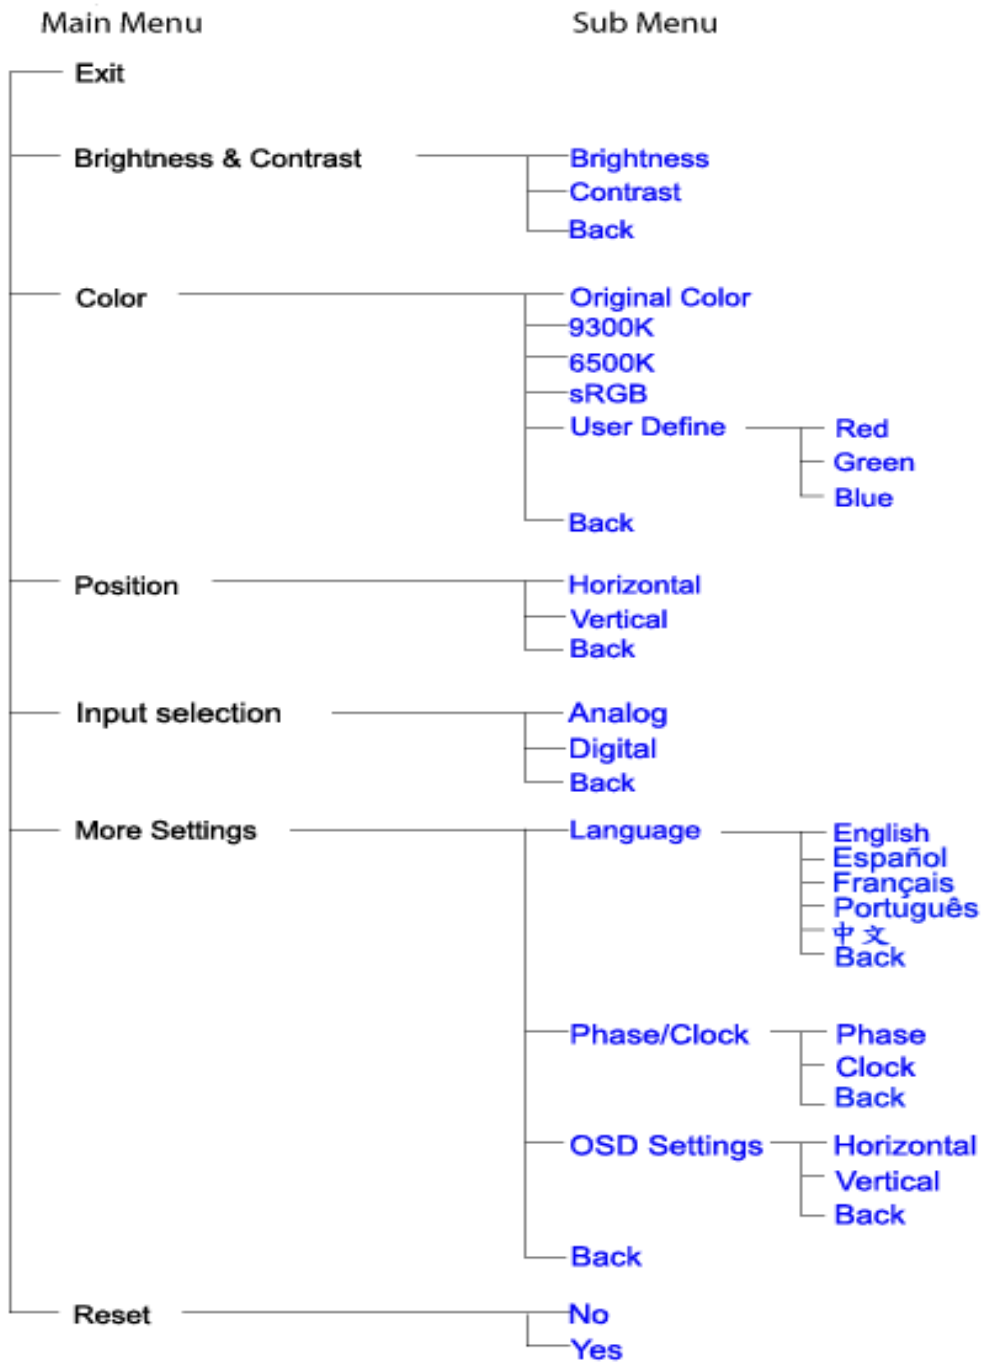 Main Menu Sub Menu
Exit
Brightness & Contrast Brightness
Contrast
Back
Color Original Color
9300K
6500K
sRGB
User Define Red
Green
Blue
Back
Position Horizontal
Vertical
Back
Input selection Analog
Digital
Back
More Settings Language English
Español
Français
Português
中文
Back
Phase/Clock Phase
Clock
Back
OSD Settings Horizontal
Vertical
Back
Back
Reset No
Yes